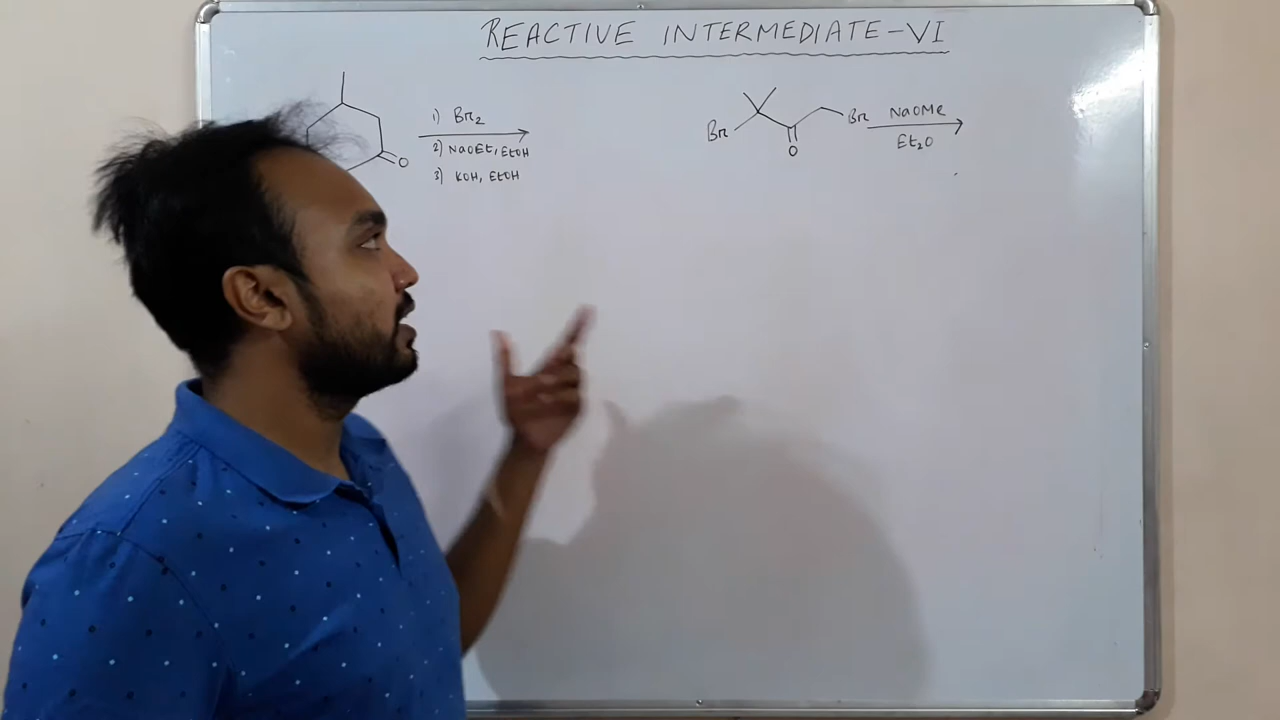 REACTIVE INTERMEDIATE-VI
1) Br2
2) NaOEt, EtOH
3) KOH, EtOH
O
Br Br NaOMe
O Et2O